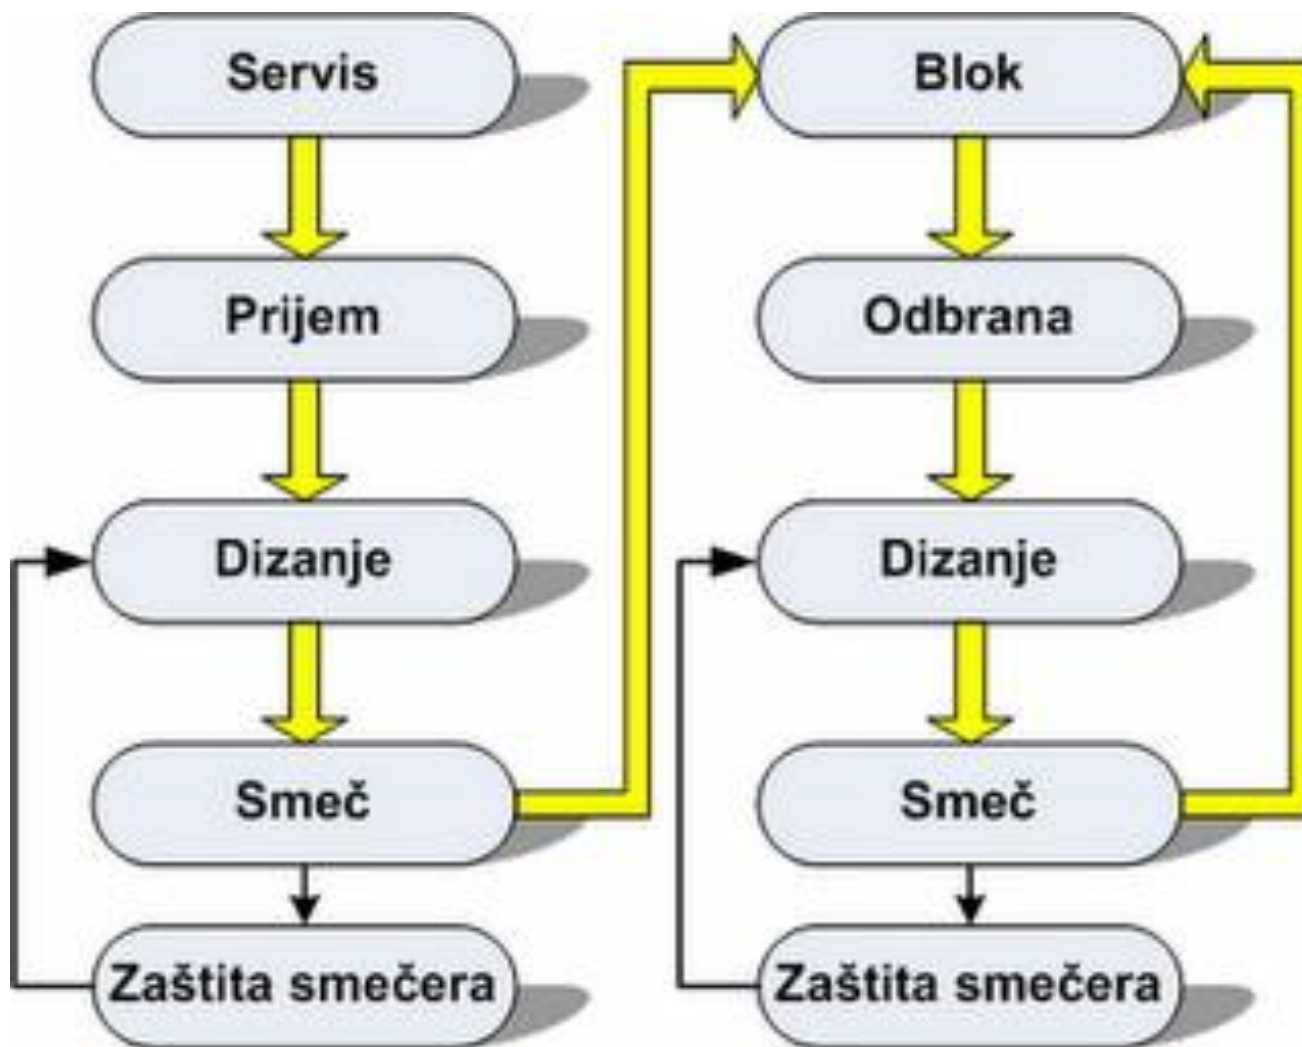 Servis
Prijem
Dizanje
Smeč
Zaštita smečera
Blok
Odbrana
Dizanje
Smeč
Zaštita smečera